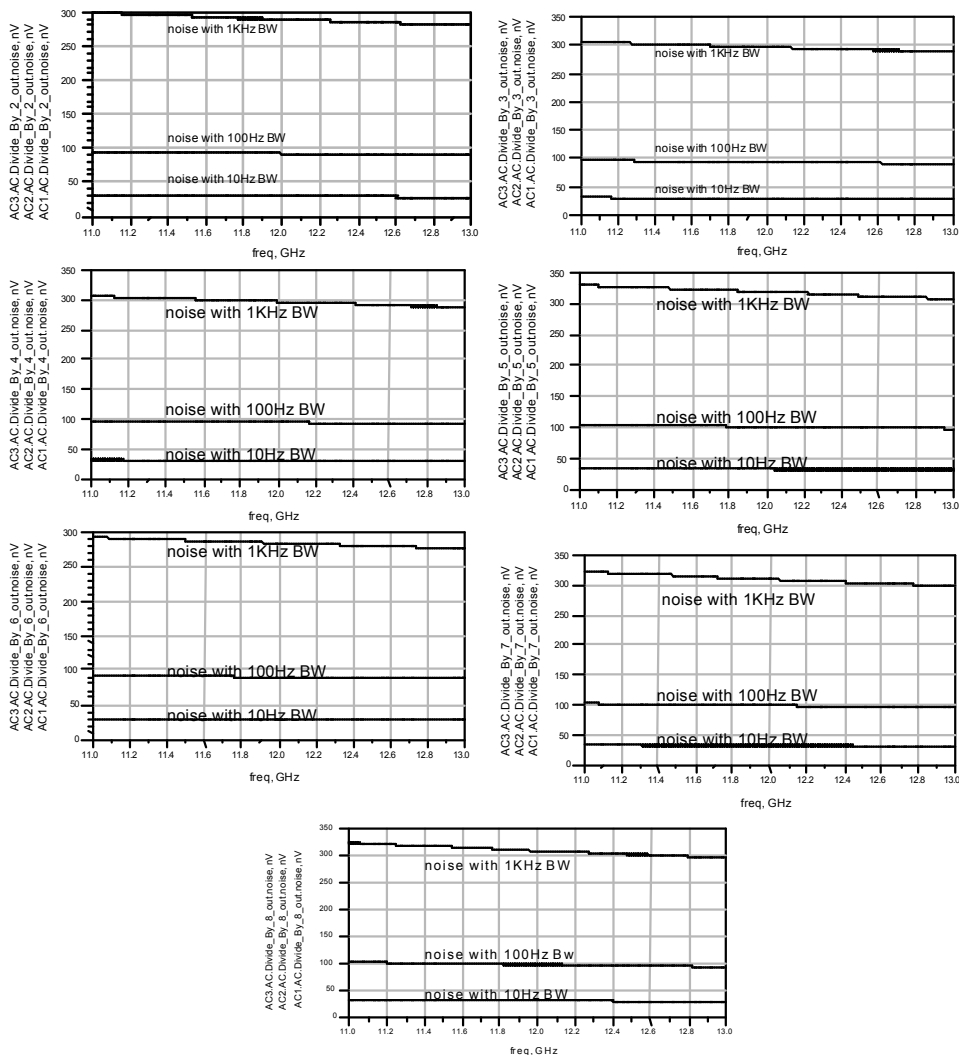 AC3.AC.Divide_By_2_out.noise, nV
AC2.AC.Divide_By_2_out.noise, nV
AC1.AC.Divide_By_2_out.noise, nV
300
250
200
150
100
50
0
noise with 1KHz BW
noise with 100Hz BW
noise with 10Hz BW
11.0 11.2 11.4 11.6 11.8 12.0 12.2 12.4 12.6 12.8 13.0
freq, GHz
AC3.AC.Divide_By_3_out.noise, nV
AC2.AC.Divide_By_3_out.noise, nV
AC1.AC.Divide_By_3_out.noise, nV
350
300
250
200
150
100
50
0
noise with 1KHz BW
noise with 100Hz BW
noise with 10Hz BW
11.0 11.2 11.4 11.6 11.8 12.0 12.2 12.4 12.6 12.8 13.0
freq, GHz
AC3.AC.Divide_By_4_out.noise, nV
AC2.AC.Divide_By_4_out.noise, nV
AC1.AC.Divide_By_4_out.noise, nV
350
300
250
200
150
100
50
0
noise with 1KHz BW
noise with 100Hz BW
noise with 10Hz BW
11.0 11.2 11.4 11.6 11.8 12.0 12.2 12.4 12.6 12.8 13.0
freq, GHz
AC3.AC.Divide_By_5_out.noise, nV
AC2.AC.Divide_By_5_out.noise, nV
AC1.AC.Divide_By_5_out.noise, nV
350
300
250
200
150
100
50
0
noise with 1KHz BW
noise with 100Hz BW
noise with 10Hz BW
11.0 11.2 11.4 11.6 11.8 12.0 12.2 12.4 12.6 12.8 13.0
freq, GHz
AC3.AC.Divide_By_6_out.noise, nV
AC2.AC.Divide_By_6_out.noise, nV
AC1.AC.Divide_By_6_out.noise, nV
300
250
200
150
100
50
0
noise with 1KHz BW
noise with 100Hz BW
noise with 10Hz BW
11.0 11.2 11.4 11.6 11.8 12.0 12.2 12.4 12.6 12.8 13.0
freq, GHz
AC3.AC.Divide_By_7_out.noise, nV
AC2.AC.Divide_By_7_out.noise, nV
AC1.AC.Divide_By_7_out.noise, nV
350
300
250
200
150
100
50
0
noise with 1KHz BW
noise with 100Hz BW
noise with 10Hz BW
11.0 11.2 11.4 11.6 11.8 12.0 12.2 12.4 12.6 12.8 13.0
freq, GHz
AC3.AC.Divide_By_8_out.noise, nV
AC2.AC.Divide_By_8_out.noise, nV
AC1.AC.Divide_By_8_out.noise, nV
350
300
250
200
150
100
50
0
noise with 1KHz BW
noise with 100Hz Bw
noise with 10Hz BW
11.0 11.2 11.4 11.6 11.8 12.0 12.2 12.4 12.6 12.8 13.0
freq, GHz